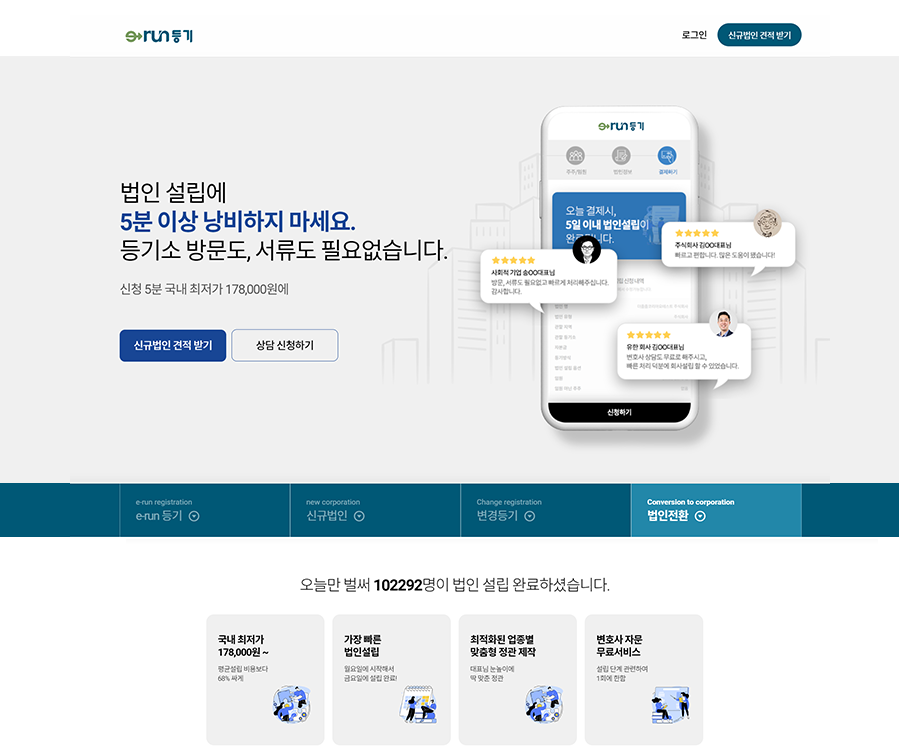 e-run등기
로그인
신규법인 견적 받기
법인 설립에
5분 이상 낭비하지 마세요.
등기소 방문도, 서류도 필요없습니다.
신청 5분 국내 최저가 178,000원에
신규법인 견적 받기
상담 신청하기
e-run등기
주주/임원
법인정보
결제하기
오늘 결제시,
5일 이내 법인설립이
주식회사 김OO대표님
빠르고 편합니다. 많은 도움이 됐습니다!
사회적 기업 송OO대표님
방문, 서류도 필요없고 빠르게 처리해주십니다.
감사합니다.
유한 회사 김OO대표님
변호사 상담도 무료로 해주시고,
빠른 처리 덕분에 회사설립 할 수 있었습니다.
신청하기
e-run registration
e-run 등기
new corporation
신규법인
Change registration
변경등기
Conversion to corporation
법인전환
오늘만 벌써 102292명이 법인 설립 완료하셨습니다.
국내 최저가
178,000원 ~
평균설립 비용보다
68% 싸게
가장 빠른
법인설립
월요일에 시작해서
금요일에 설립 완료!
최적화된 업종별
맞춤형 정관 제작
대표님 눈높이에
딱 맞춘 정관
변호사 자문
무료서비스
설립 단계 관련하여
1회에 한함